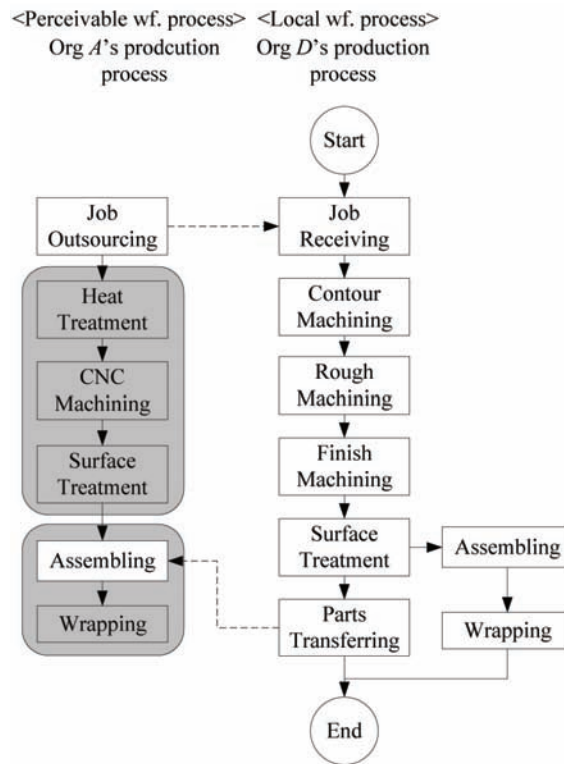 <Perceivable wf. process>
Org A's prodcution
process
<Local wf. process>
Org D's production
process
Start
Job
Outsourcing
Job
Receiving
Heat
Treatment
Contour
Machining
CNC
Machining
Rough
Machining
Surface
Treatment
Finish
Machining
Assembling
Surface
Treatment
Assembling
Wrapping
Parts
Transferring
Wrapping
End